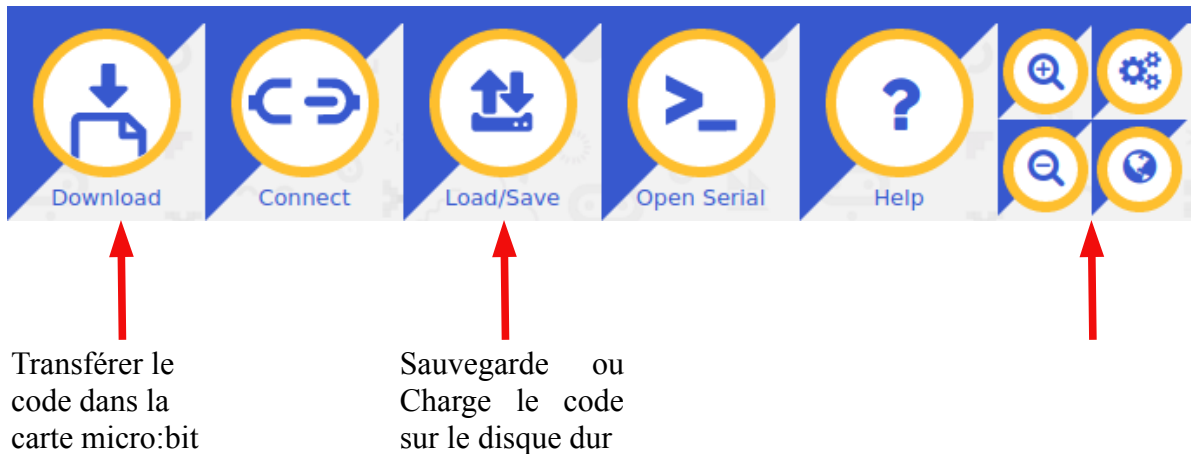 Download
Connect
Load/Save
>_
Open Serial
?
Help
Transférer le
code dans la
carte micro:bit
Sauvegarde ou
Charge le code
sur le disque dur